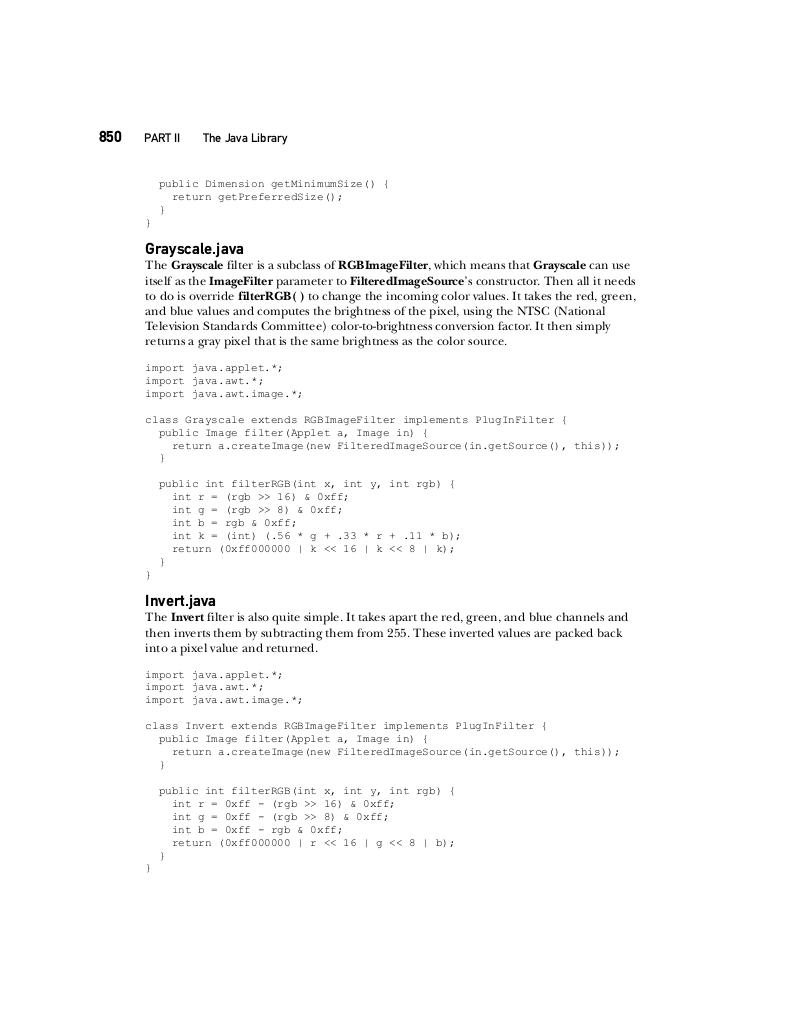 850 PART II The Java Library
public Dimension getMinimumSize() {
return getPreferredSize();
}
}
Grayscale.java
The Grayscale filter is a subclass of RGBImageFilter, which means that Grayscale can use
itself as the ImageFilter parameter to FilteredImageSource's constructor. Then all it needs
to do is override filterRGB( ) to change the incoming color values. It takes the red, green,
and blue values and computes the brightness of the pixel, using the NTSC (National
Television Standards Committee) color-to-brightness conversion factor. It then simply
returns a gray pixel that is the same brightness as the color source.
import java.applet.*;
import java.awt.*;
import java.awt.image.*;
class Grayscale extends RGBImageFilter implements PlugInFilter {
public Image filter(Applet a, Image in) {
return a.createImage(new FilteredImageSource(in.getSource(), this));
}
public int filterRGB(int x, int y, int rgb) {
int r = (rgb >> 16) & 0xff;
int g = (rgb >> 8) & 0xff;
int b = rgb & 0xff;
int k = (int) (.56 * g + .33 * r + .11 * b);
return (0xff000000 | k << 16 | k << 8 | k);
}
}
Invert.java
The Invert filter is also quite simple. It takes apart the red, green, and blue channels and
then inverts them by subtracting them from 255. These inverted values are packed back
into a pixel value and returned.
import java.applet.*;
import java.awt.*;
import java.awt.image.*;
class Invert extends RGBImageFilter implements PlugInFilter {
public Image filter(Applet a, Image in) {
return a.createImage(new FilteredImageSource(in.getSource(), this));
}
public int filterRGB(int x, int y, int rgb) {
int r = 0xff - (rgb >> 16) & 0xff;
int g = 0xff - (rgb >> 8) & 0xff;
int b = 0xff - rgb & 0xff;
return (0xff000000 | r << 16 | g << 8 | b);
}
}